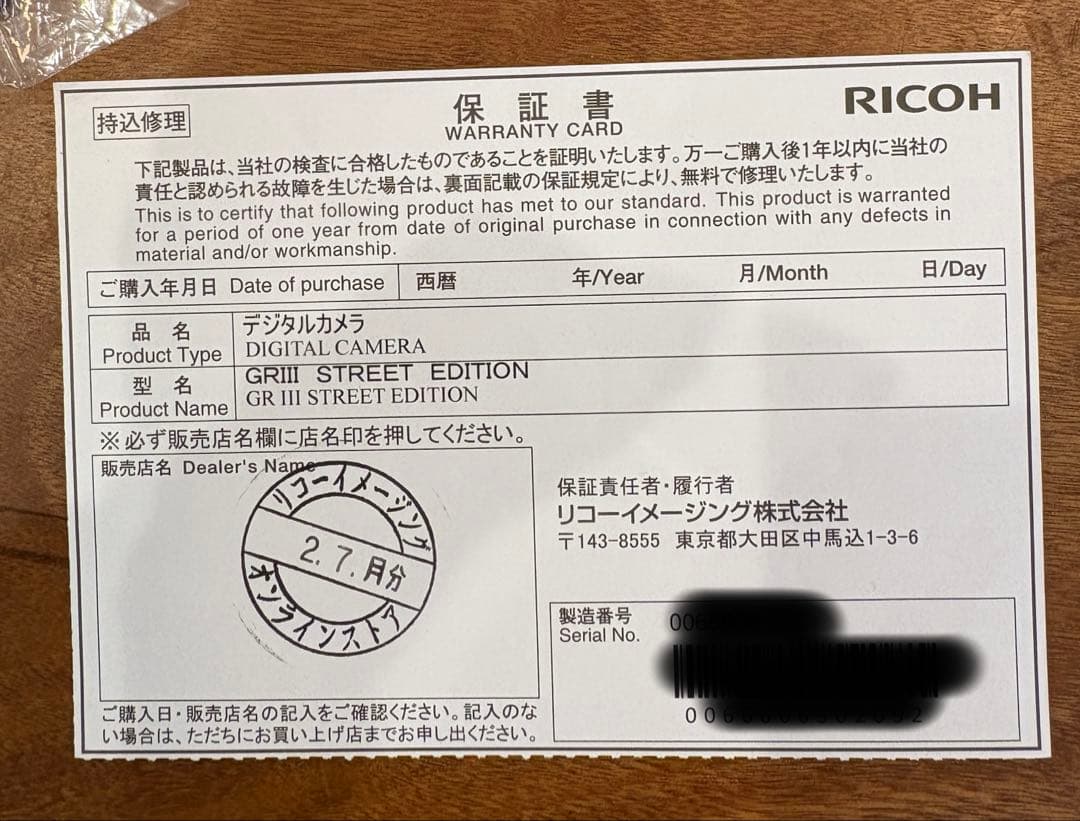 持込修理
保 証 書
WARRANTY CARD
RICOH
下記製品は、当社の検査に合格したものであることを証明いたします。万一ご購入後1年以内に当社の
責任と認められる故障を生じた場合は、裏面記載の保証規定により、無料で修理いたします。
This is to certify that following product has met to our standard. This product is warranted
for a period of one year from date of original purchase in connection with any defects in
material and/or workmanship.
ご購入年月日 Date of purchase 西暦 年/Year 月/Month 日/Day
品 名
Product Type
デジタルカメラ
DIGITAL CAMERA
型 名
Product Name
GRIII STREET EDITION
GR III STREET EDITION
※必ず販売店名欄に店名印を押してください。
販売店名 Dealer's Name
リコーイメージング
2.7.月分
オンラインストア
保証責任者・履行者
リコーイメージング株式会社
〒143-8555 東京都大田区中馬込1-3-6
製造番号
Serial No.
ご購入日・販売店名の記入をご確認ください。記入のな
い場合は、ただちにお買い上げ店までお申し出ください。